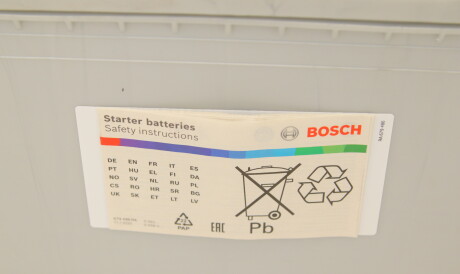 Starter batteries
Safety instructions
BOSCH
DE EN FR IT ES
PT HU EL FI DA
NO SV NL RU PL
CS RO HR SR BG
UK SK ET LT LV
PAP
EAC
Pb